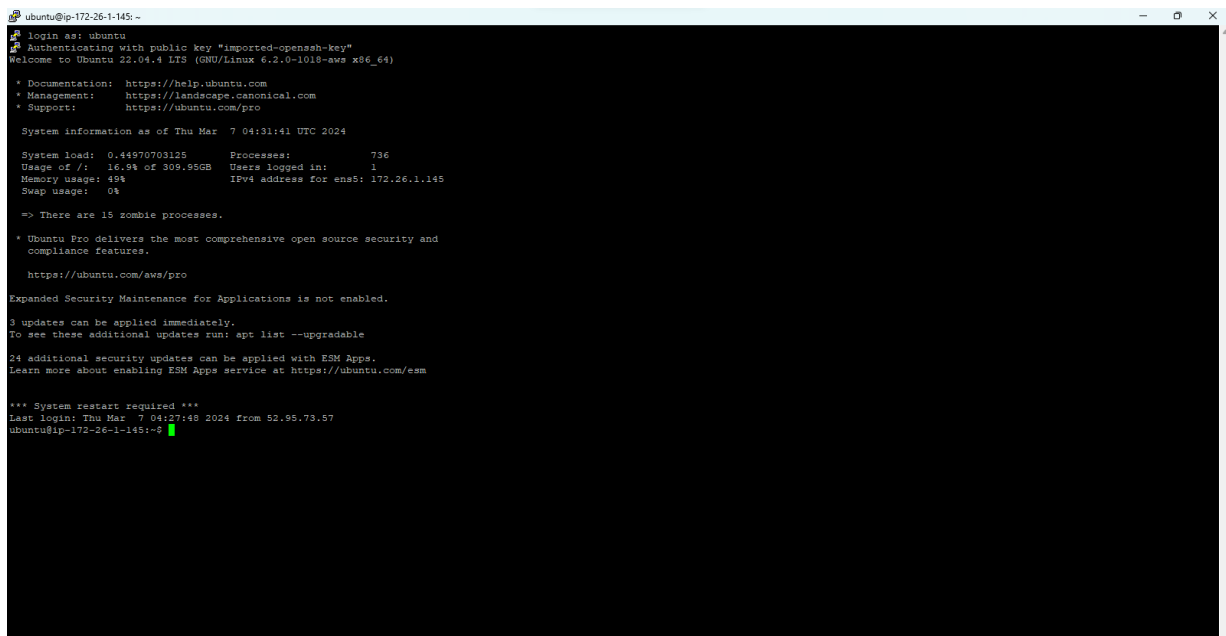 ubuntu@ip-172-26-1-145: ~
login as: ubuntu
Authenticating with public key "imported-openssh-key"
Welcome to Ubuntu 22.04.4 LTS (GNU/Linux 6.2.0-1018-aws x86_64)
* Documentation:  https://help.ubuntu.com
* Management:     https://landscape.canonical.com
* Support:        https://ubuntu.com/pro
System information as of Thu Mar  7 04:31:41 UTC 2024
System load:  0.44970703125     Processes:             736
Usage of /:   16.9% of 309.95GB   Users logged in:       1
Memory usage: 49%               IPv4 address for ens5: 172.26.1.145
Swap usage:   0%
=> There are 15 zombie processes.
* Ubuntu Pro delivers the most comprehensive open source security and
compliance features.
https://ubuntu.com/aws/pro
Expanded Security Maintenance for Applications is not enabled.
3 updates can be applied immediately.
To see these additional updates run: apt list --upgradable
24 additional security updates can be applied with ESM Apps.
Learn more about enabling ESM Apps service at https://ubuntu.com/esm
*** System restart required ***
Last login: Thu Mar  7 04:27:48 2024 from 52.95.73.57
ubuntu@ip-172-26-1-145:~$